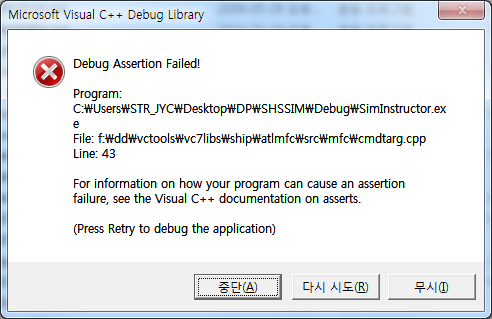 Microsoft Visual C++ Debug Library
Debug Assertion Failed!
Program:
C:₩Users₩STR_JYC₩Desktop₩DP₩SHSSIM₩Debug₩SimInstructor.ex
e
File: f:₩dd₩vctools₩vc7libs₩ship₩atlmfc₩src₩mfc₩cmdtarg.cpp
Line: 43
For information on how your program can cause an assertion
failure, see the Visual C++ documentation on asserts.
(Press Retry to debug the application)
중단(A) 다시 시도(R) 무시(I)